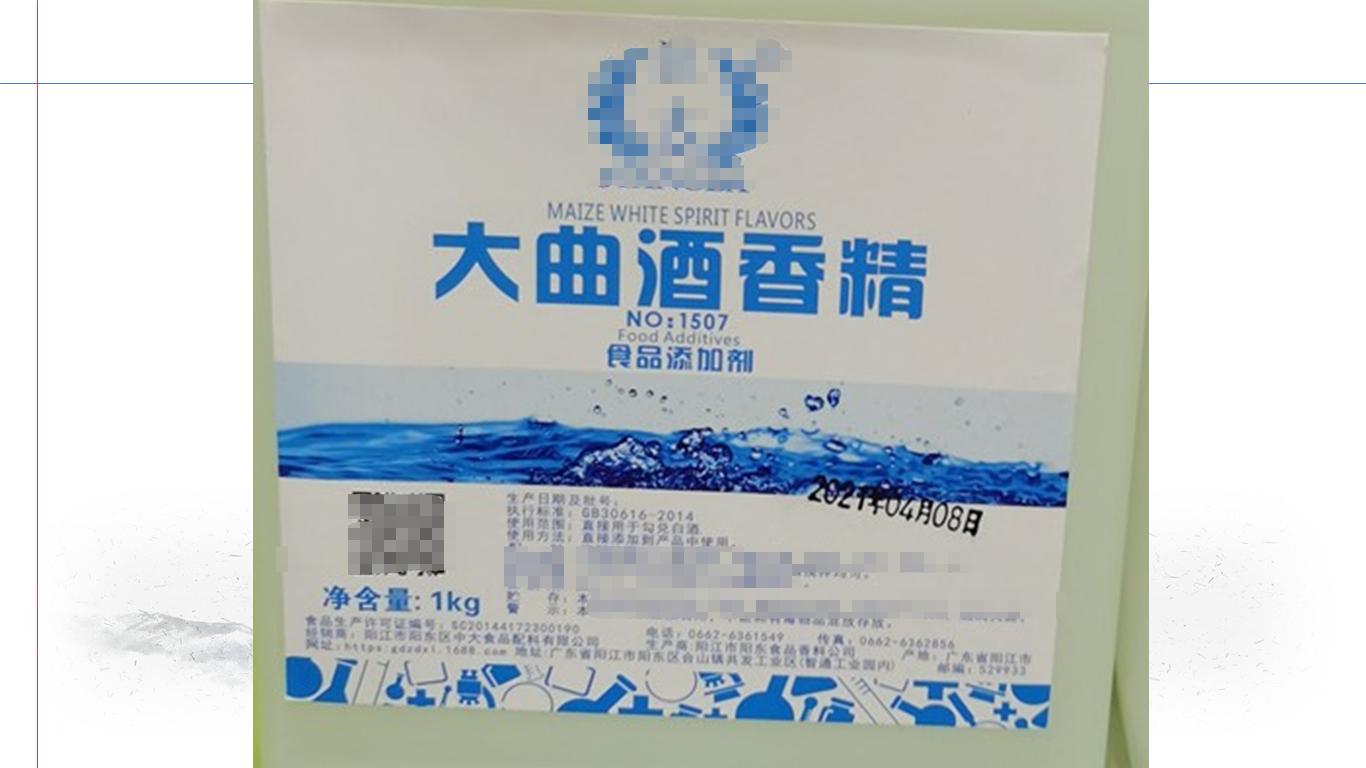 MAIZE WHITE SPIRIT FLAVORS
大曲酒香精
NO:1507
Food Additives
食品添加剂
2021年04月08日
生产日期及批号:
执行标准: GB30616-2014
使用范围: 直接用于勾兑白酒
使用方法: 直接添加到产品中使用。
贮 存: 本
警 示: 本
净含量: 1kg
食品生产许可证编号: SC20144172300190 电话: 0662-6361549 传真: 0662-6362856
经销商: 阳江市阳东区中大食品配料有限公司 生产商:阳江市阳东食品香料公司 产地: 广东省阳江市
网址:https:gdzdxl.1688.com 地址:广东省阳江市阳东区合山镇共发工业区(智通工业园内) 邮编: 529933